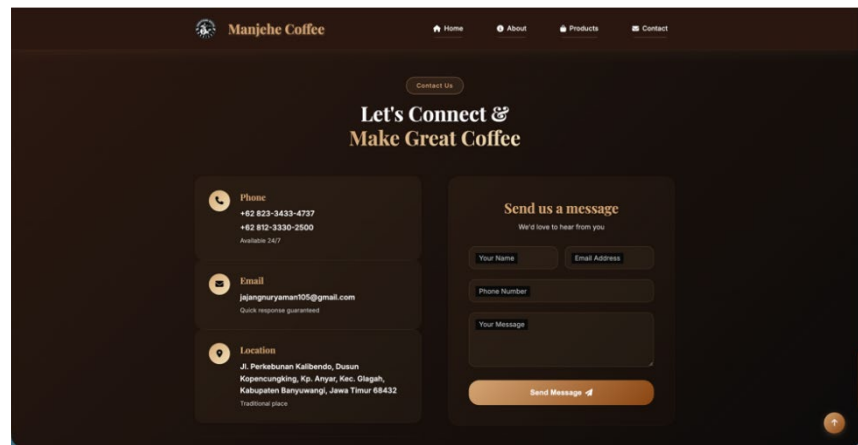 Manjehe Coffee
Home
About
Products
Contact
Contact Us
Let's Connect &
Make Great Coffee
Phone
+62 823-3433-4737
+62 812-3330-2500
Available 24/7
Email
jajangnuryaman105@gmail.com
Quick response guaranteed
Location
Jl. Perkebunan Kalibendo, Dusun
Kopencungking, Kp. Anyar, Kec. Glagah,
Kabupaten Banyuwangi, Jawa Timur 68432
Traditional place
Send us a message
We'd love to hear from you
Your Name
Email Address
Phone Number
Your Message
Send Message